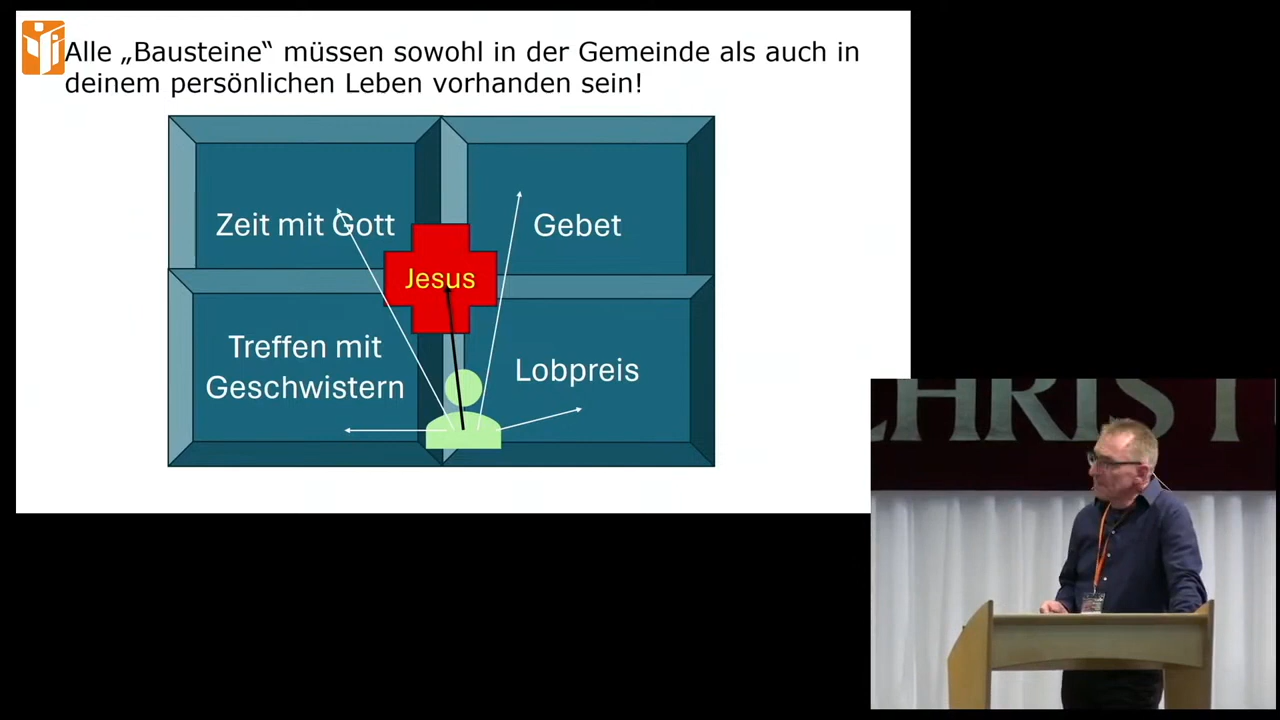 Alle „Bausteine“ müssen sowohl in der Gemeinde als auch in
deinem persönlichen Leben vorhanden sein!
Zeit mit Gott
Gebet
Jesus
Treffen mit
Geschwistern
Lobpreis
CHRIST